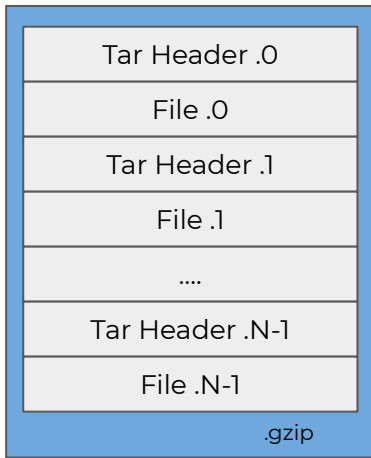 Tar Header .0
File .0
Tar Header .1
File .1
....
Tar Header .N-1
File .N-1
.gzip